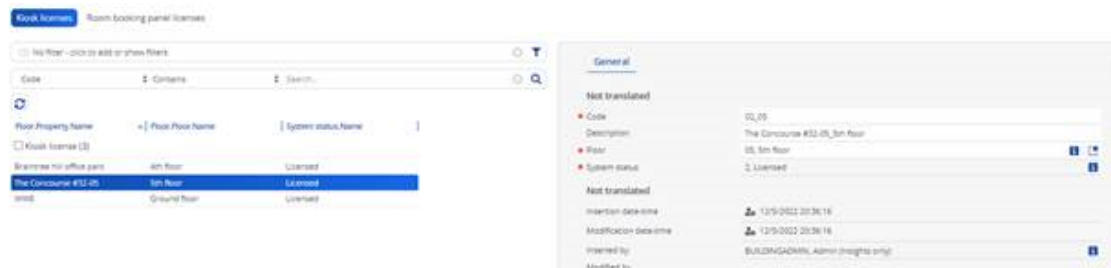 Kiosk licenses Room booking panel licenses
No filter - click to add or show filters
Code Contains Search...
Floor.Property.Name Floor.Floor Name System status.Name
Kiosk license (3)
Braintree hill office park 4th floor Licensed
The Concourse #32-05 5th floor Licensed
Ground floor Licensed
General
Not translated
Code 02_05
Description The Concourse #32-05_5th floor
Floor 05, 5th floor
System status 2, Licensed
Not translated
Insertion date-time 12/5/2022 20:36:16
Modification date-time 12/5/2022 20:36:16
Inserted by BUILDINGADMIN, Admin (Insights only)
Modified by